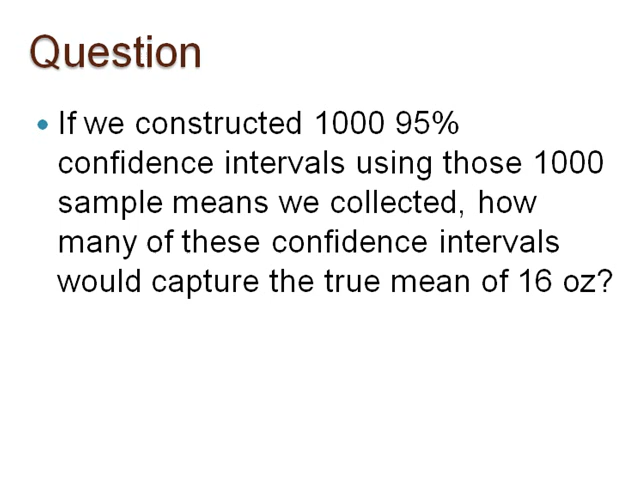 Question
• If we constructed 1000 95%
confidence intervals using those 1000
sample means we collected, how
many of these confidence intervals
would capture the true mean of 16 oz?